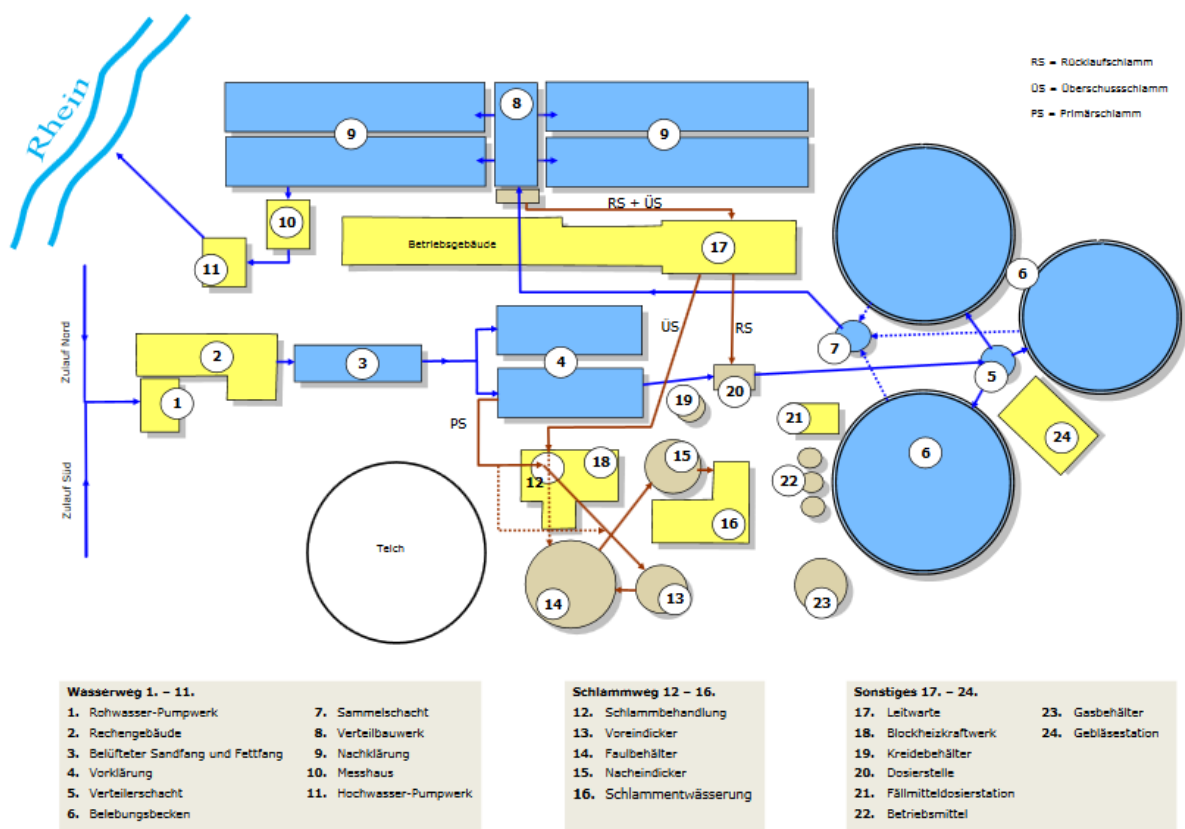 Rhein
RS = Rücklaufschlamm
ÜS = Überschussschlamm
PS = Primärschlamm
8
9
9
RS + ÜS
10
Betriebsgebäude
17
11
6
Zulauf Nord
ÜS
RS
7
2
3
4
5
20
1
19
PS
21
24
15
18
6
12
22
Zulauf Süd
16
Teich
14
13
23
Wasserweg 1. – 11.
1. Rohwasser-Pumpwerk
2. Rechengebäude
3. Belüfteter Sandfang und Fettfang
4. Vorklärung
5. Verteilerschacht
6. Belebungsbecken
7. Sammelschacht
8. Verteilbauwerk
9. Nachklärung
10. Messhaus
11. Hochwasser-Pumpwerk
Schlammweg 12 – 16.
12. Schlammbehandlung
13. Voreindicker
14. Faulbehälter
15. Nacheindicker
16. Schlammentwässerung
Sonstiges 17. – 24.
17. Leitwarte
18. Blockheizkraftwerk
19. Kreidebehälter
20. Dosierstelle
21. Fällmitteldosierstation
22. Betriebsmittel
23. Gasbehälter
24. Gebläsestation